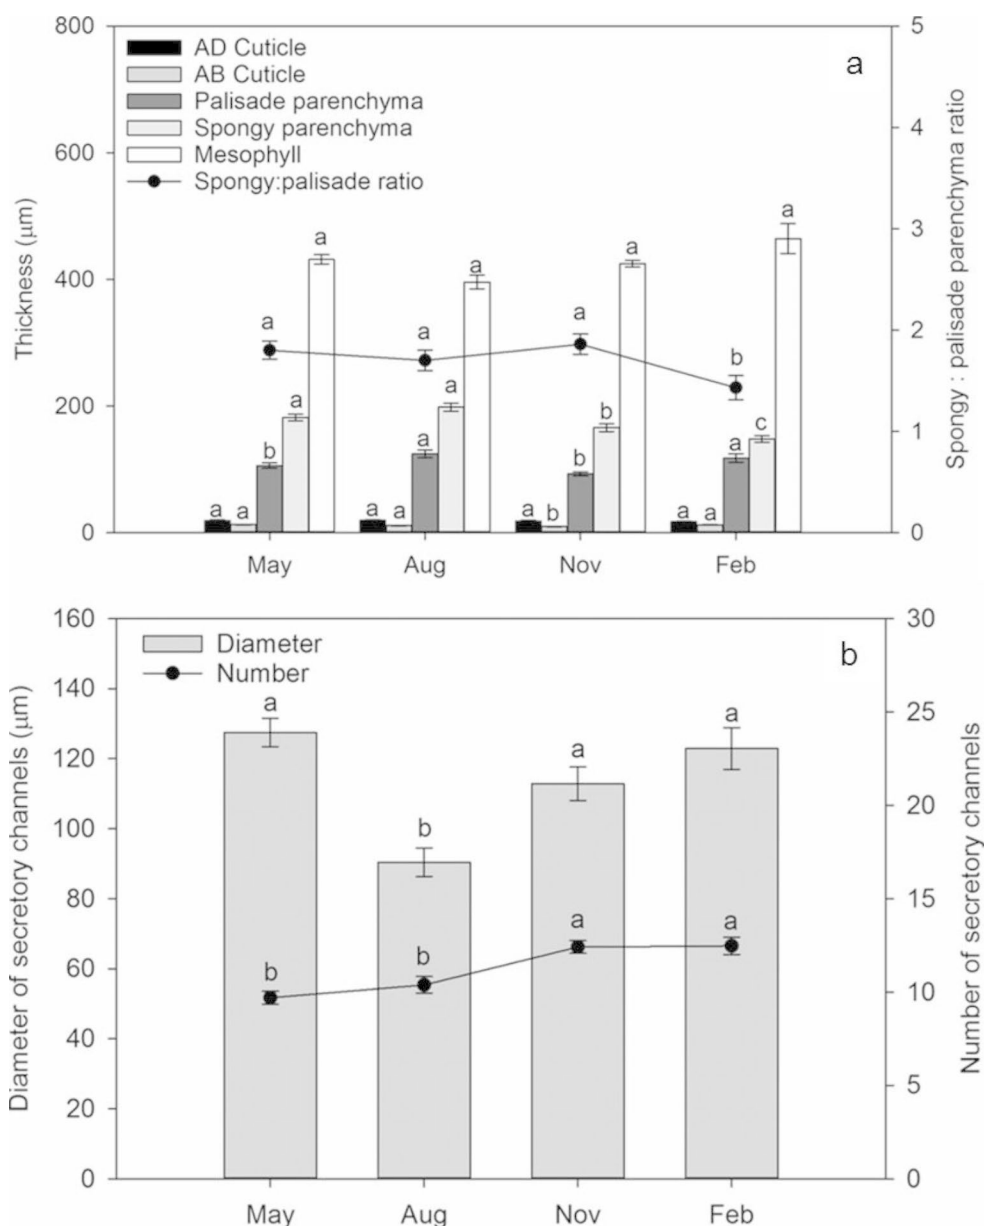 800
5
AD Cuticle
AB Cuticle
Palisade parenchyma
Spongy parenchyma
Mesophyll
Spongy:palisade ratio
a
4
600
3
400
2
200
1
0
0
Thickness (μm)
Spongy : palisade parenchyma ratio
a a b a a a
a a a a a a
a b b b a a
a a a c a b
May Aug Nov Feb
160
30
Diameter
Number
b
140
25
120
20
100
80
15
60
10
40
5
20
0
0
Diameter of secretory channels (μm)
Number of secretory channels
a b a a
b b a a
May Aug Nov Feb